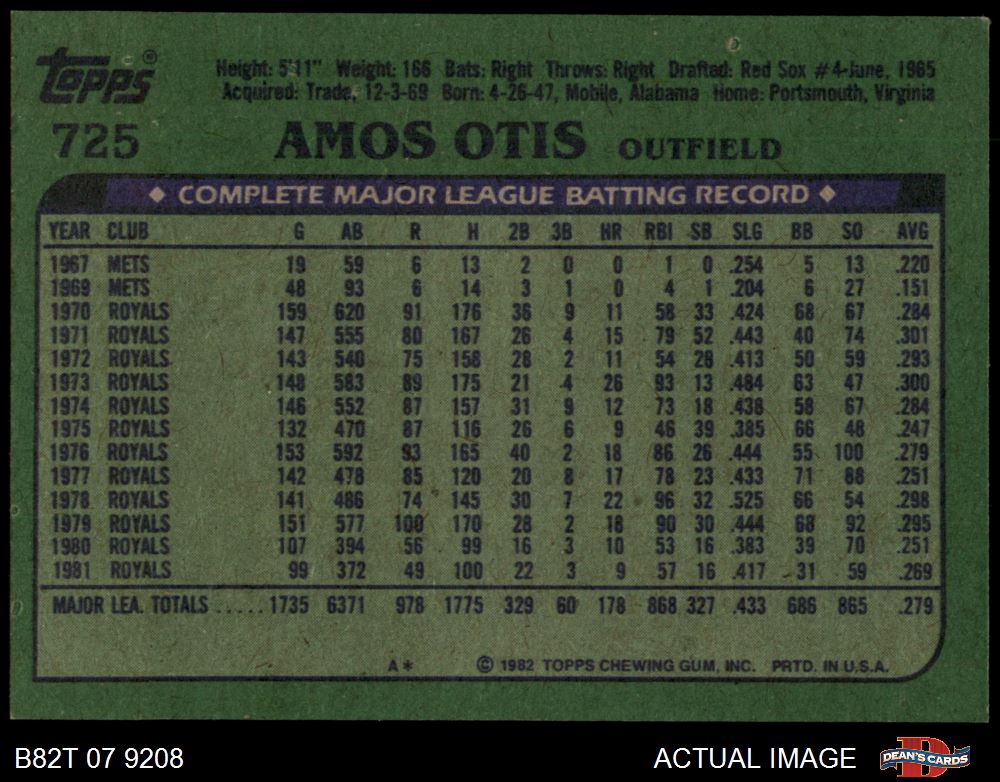 Topps®
Height: 5'11" Weight: 166 Bats: Right Throws: Right Drafted: Red Sox #4-June, 1965
Acquired: Trade, 12-3-69 Born: 4-26-47, Mobile, Alabama Home: Portsmouth, Virginia
725 AMOS OTIS OUTFIELD
◆ COMPLETE MAJOR LEAGUE BATTING RECORD ◆
YEAR CLUB G AB R H 2B 3B HR RBI SB SLG BB SO AVG
1967 METS 19 59 6 13 2 0 0 1 0 .254 5 13 .220
1969 METS 48 93 6 14 3 1 0 4 1 .204 6 27 .151
1970 ROYALS 159 620 91 176 36 9 11 58 33 .424 68 67 .284
1971 ROYALS 147 555 80 167 26 4 15 79 52 .443 40 74 .301
1972 ROYALS 143 540 75 158 28 2 11 54 28 .413 50 59 .293
1973 ROYALS 148 583 89 175 21 4 26 93 13 .484 63 47 .300
1974 ROYALS 146 552 87 157 31 9 12 73 18 .438 58 67 .284
1975 ROYALS 132 470 87 116 26 6 9 46 39 .385 66 48 .247
1976 ROYALS 153 592 93 165 40 2 18 86 26 .444 55 100 .279
1977 ROYALS 142 478 85 120 20 8 17 78 23 .433 71 88 .251
1978 ROYALS 141 486 74 145 30 7 22 96 32 .525 66 54 .298
1979 ROYALS 151 577 100 170 28 2 18 90 30 .444 68 92 .295
1980 ROYALS 107 394 56 99 16 3 10 53 16 .383 39 70 .251
1981 ROYALS 99 372 49 100 22 3 9 57 16 .417 31 59 .269
MAJOR LEA. TOTALS ..... 1735 6371 978 1775 329 60 178 868 327 .433 686 865 .279
A* © 1982 TOPPS CHEWING GUM, INC. PRTD. IN U.S.A.
B82T 07 9208 ACTUAL IMAGE D DEAN'S CARDS